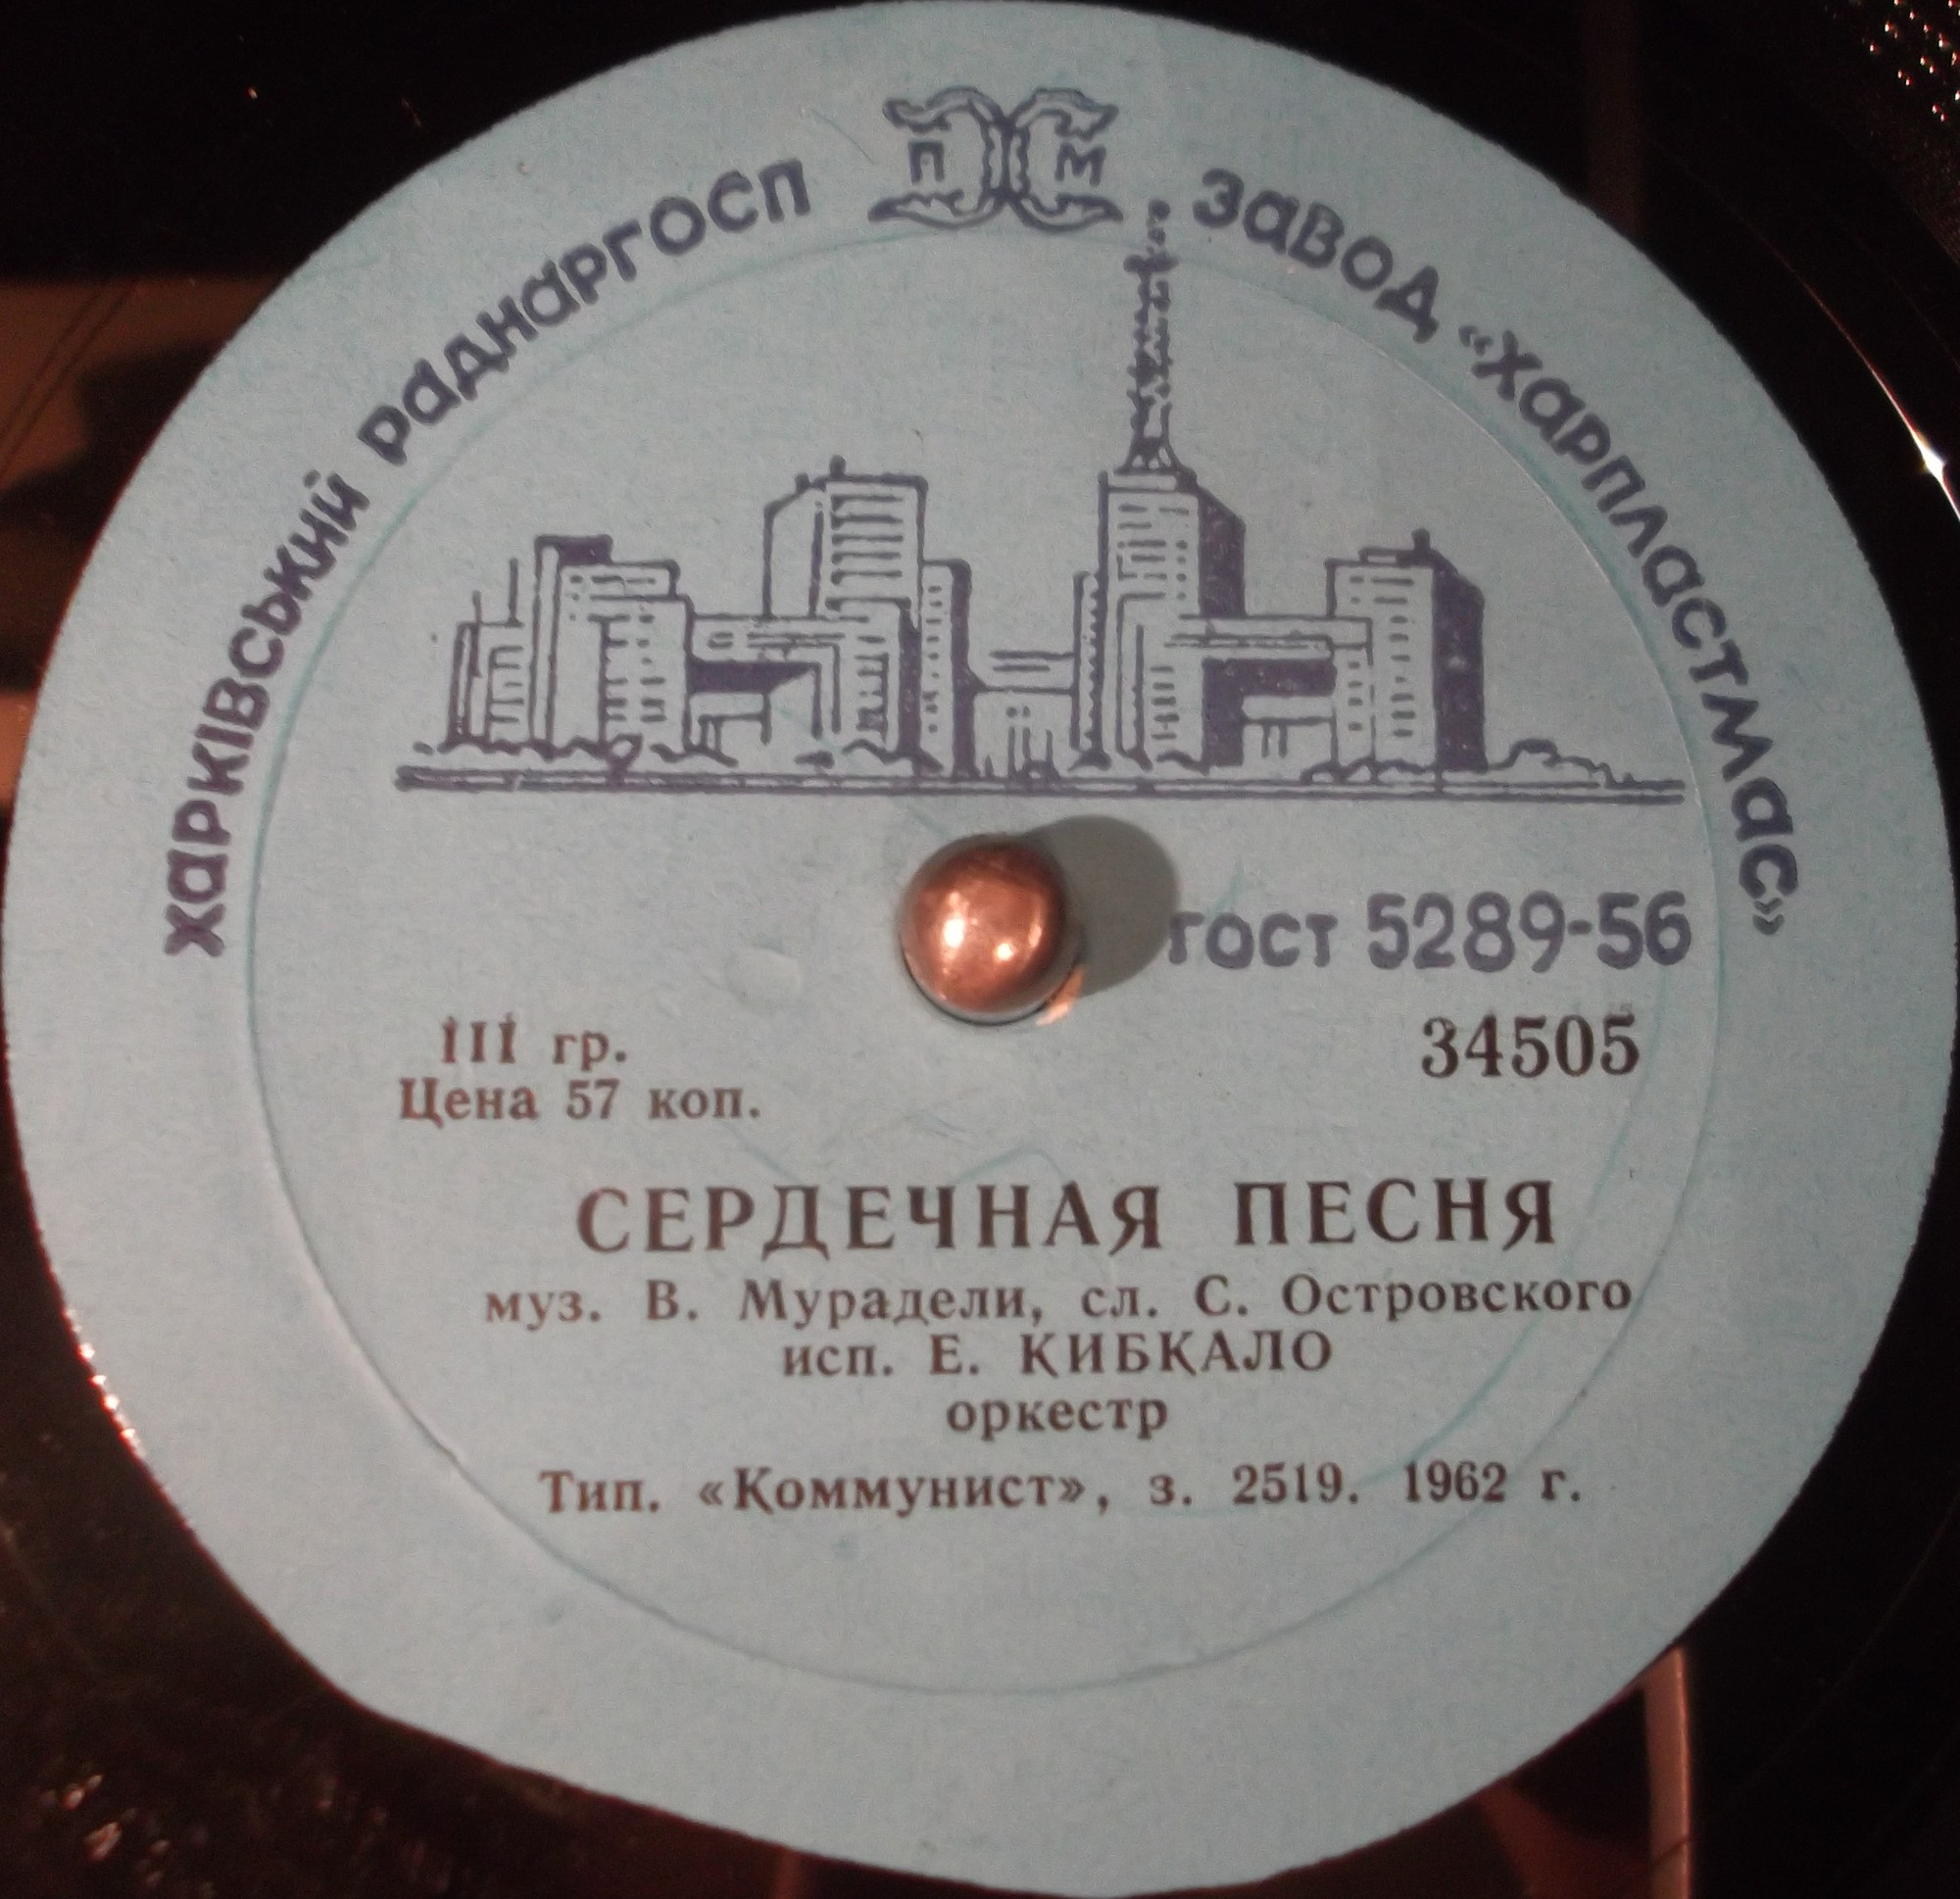 Харківський раднаргосп
П М
завод «Харпластмас»
гост 5289-56
34505
III гр.
Цена 57 коп.
СЕРДЕЧНАЯ ПЕСНЯ
муз. В. Мурадели, сл. С. Островского
исп. Е. КИБКАЛО
оркестр
Тип. «Коммунист», з. 2519. 1962 г.